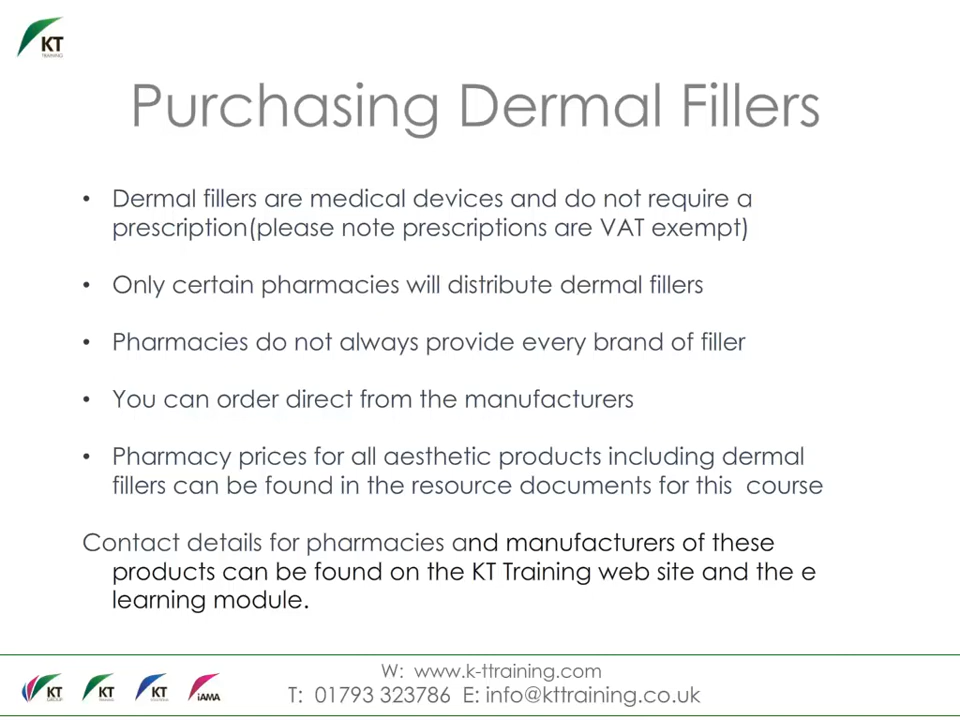 KT
TRAINING
Purchasing Dermal Fillers
• Dermal fillers are medical devices and do not require a
prescription(please note prescriptions are VAT exempt)
• Only certain pharmacies will distribute dermal fillers
• Pharmacies do not always provide every brand of filler
• You can order direct from the manufacturers
• Pharmacy prices for all aesthetic products including dermal
fillers can be found in the resource documents for this course
Contact details for pharmacies and manufacturers of these
products can be found on the KT Training web site and the e
learning module.
W: www.k-ttraining.com
T: 01793 323786 E: info@kttraining.co.uk
KT
GROUP
KT
TRAINING
KT
iAMA